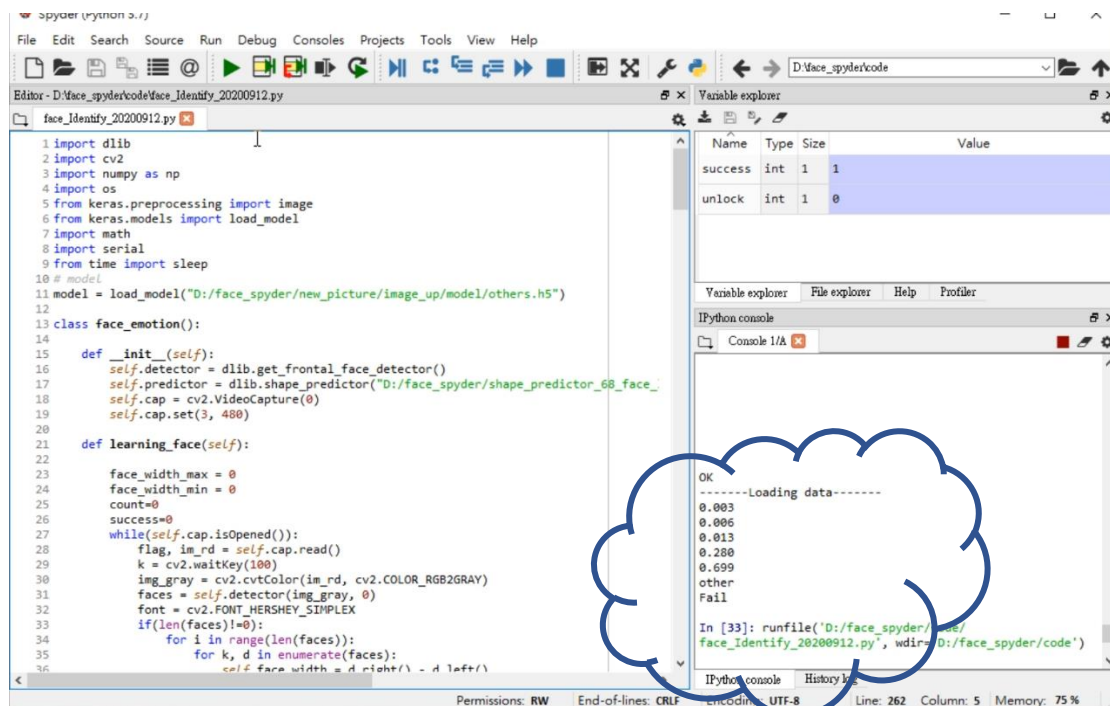 Spyder (Python 3.7)
File Edit Search Source Run Debug Consoles Projects Tools View Help
D:\face_spyder\code
Editor - D:\face_spyder\code\face_Identify_20200912.py
face_Identify_20200912.py
1 import dlib
2 import cv2
3 import numpy as np
4 import os
5 from keras.preprocessing import image
6 from keras.models import load_model
7 import math
8 import serial
9 from time import sleep
10 # model
11 model = load_model("D:/face_spyder/new_picture/image_up/model/others.h5")
12
13 class face_emotion():
14
15     def __init__(self):
16         self.detector = dlib.get_frontal_face_detector()
17         self.predictor = dlib.shape_predictor("D:/face_spyder/shape_predictor_68_face_
18         self.cap = cv2.VideoCapture(0)
19         self.cap.set(3, 480)
20
21     def learning_face(self):
22
23         face_width_max = 0
24         face_width_min = 0
25         count=0
26         success=0
27         while(self.cap.isOpened()):
28             flag, im_rd = self.cap.read()
29             k = cv2.waitKey(100)
30             img_gray = cv2.cvtColor(im_rd, cv2.COLOR_RGB2GRAY)
31             faces = self.detector(img_gray, 0)
32             font = cv2.FONT_HERSHEY_SIMPLEX
33             if(len(faces)!=0):
34                 for i in range(len(faces)):
35                     for k, d in enumerate(faces):
36                         self.face_width = d.right() - d.left()
Variable explorer
Name Type Size Value
success int 1 1
unlock int 1 0
Variable explorer File explorer Help Profiler
IPython console
Console 1/A
OK
-------Loading data-------
0.003
0.006
0.013
0.280
0.699
other
Fail
In [33]: runfile('D:/face_spyder/code/
face_Identify_20200912.py', wdir='D:/face_spyder/code')
IPython console History log
Permissions: RW End-of-lines: CRLF Encoding: UTF-8 Line: 262 Column: 5 Memory: 75 %